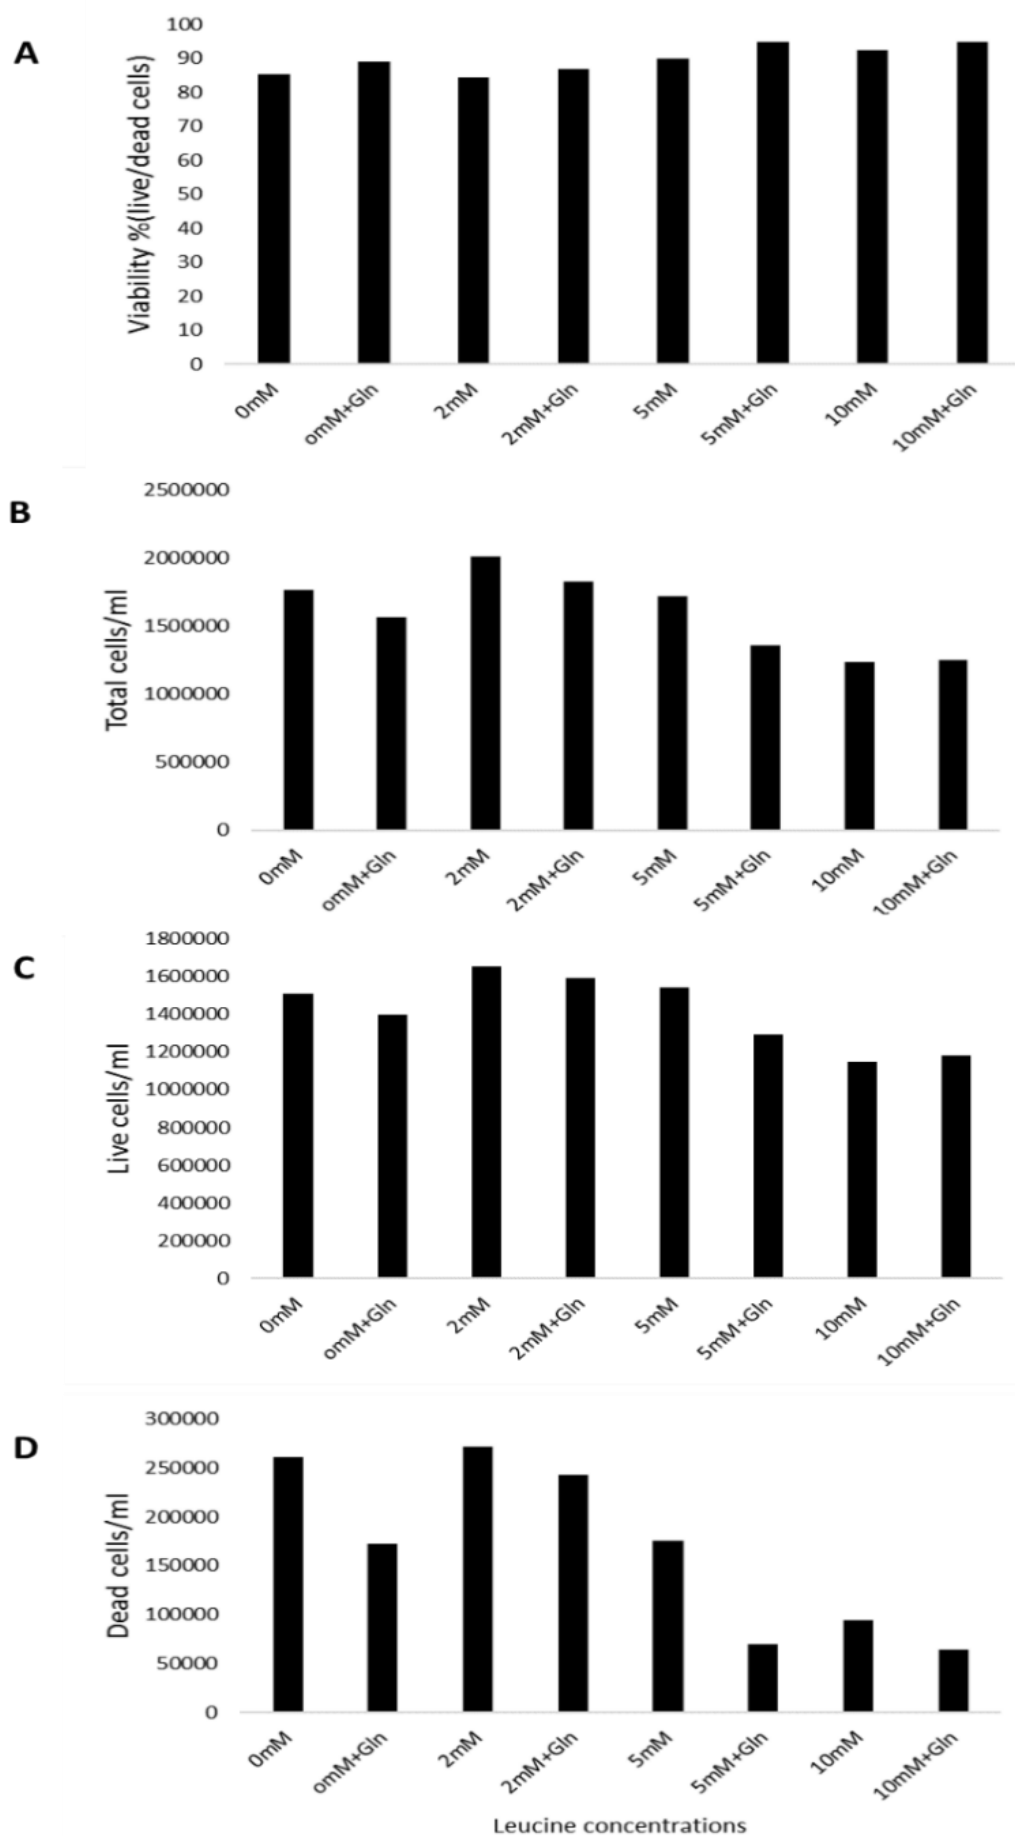 A
Viability %(live/dead cells)
100
90
80
70
60
50
40
30
20
10
0
0mM
omM+Gln
2mM
2mM+Gln
5mM
5mM+Gln
10mM
10mM+Gln
B
Total cells/ml
2500000
2000000
1500000
1000000
500000
0
0mM
omM+Gln
2mM
2mM+Gln
5mM
5mM+Gln
10mM
10mM+Gln
C
Live cells/ml
1800000
1600000
1400000
1200000
1000000
800000
600000
400000
200000
0
0mM
omM+Gln
2mM
2mM+Gln
5mM
5mM+Gln
10mM
10mM+Gln
D
Dead cells/ml
300000
250000
200000
150000
100000
50000
0
0mM
omM+Gln
2mM
2mM+Gln
5mM
5mM+Gln
10mM
10mM+Gln
Leucine concentrations